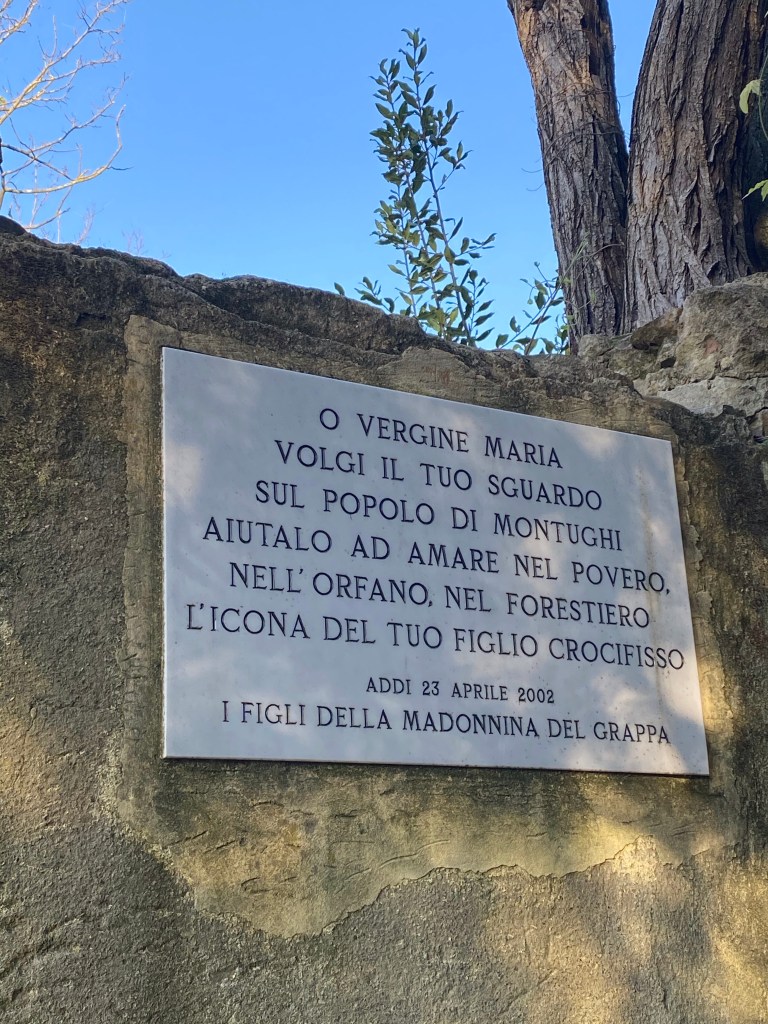 O VERGINE MARIA
VOLGI IL TUO SGUARDO
SUL POPOLO DI MONTUGHI
AIUTALO AD AMARE NEL POVERO,
NELL'ORFANO, NEL FORESTIERO
L'ICONA DEL TUO FIGLIO CROCIFISSO
ADDI 23 APRILE 2002
I FIGLI DELLA MADONNINA DEL GRAPPA